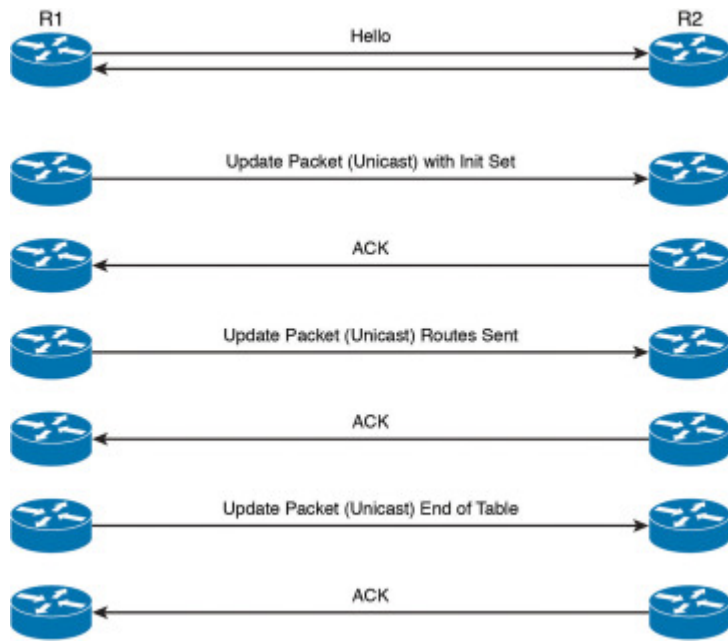 R1
R2
Hello
Update Packet (Unicast) with Init Set
ACK
Update Packet (Unicast) Routes Sent
ACK
Update Packet (Unicast) End of Table
ACK